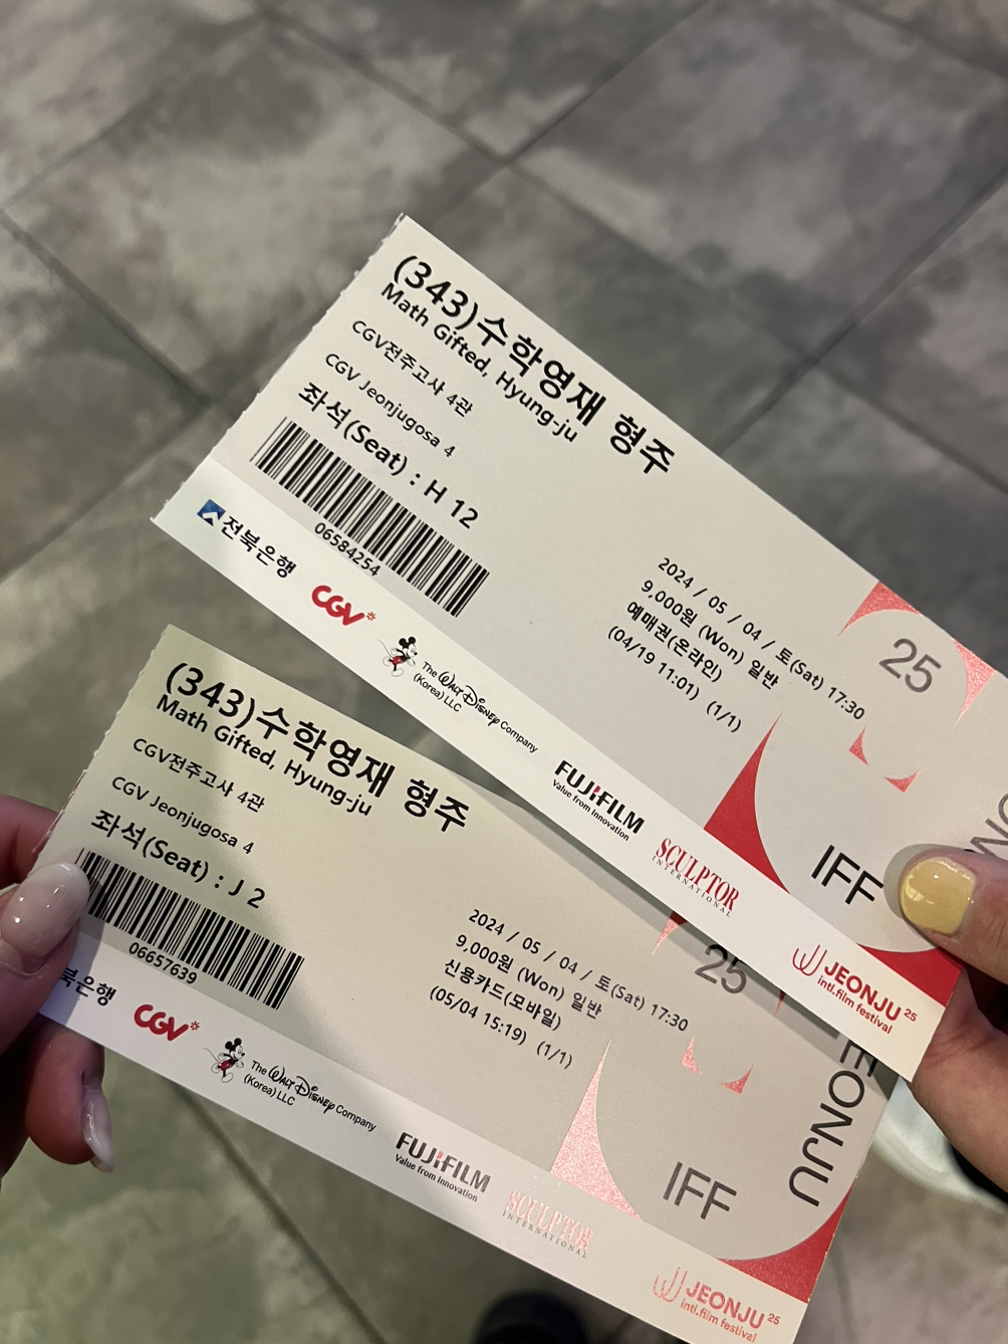 (343)수학영재 형주
Math Gifted, Hyung-ju
CGV전주고사 4관
CGV Jeonjugosa 4
좌석(Seat) : H 12
06584254
2024 / 05 / 04 / 토(Sat) 17:30
9,000원 (Won) 일반
예매권(온라인)
(04/19 11:01) (1/1)
25
IFF
전북은행
CGV
The Walt Disney Company
(Korea) LLC
FUJIFILM
Value from Innovation
SCULPTOR
INTERNATIONAL
JEONJU 25
intl.film festival
(343)수학영재 형주
Math Gifted, Hyung-ju
CGV전주고사 4관
CGV Jeonjugosa 4
좌석(Seat) : J 2
06657639
2024 / 05 / 04 / 토(Sat) 17:30
9,000원 (Won) 일반
신용카드(모바일)
(05/04 15:19) (1/1)
25
IFF
JEONJU
북은행
CGV
The Walt Disney Company
(Korea) LLC
FUJIFILM
Value from Innovation
SCULPTOR
INTERNATIONAL
JEONJU 25
intl.film festival